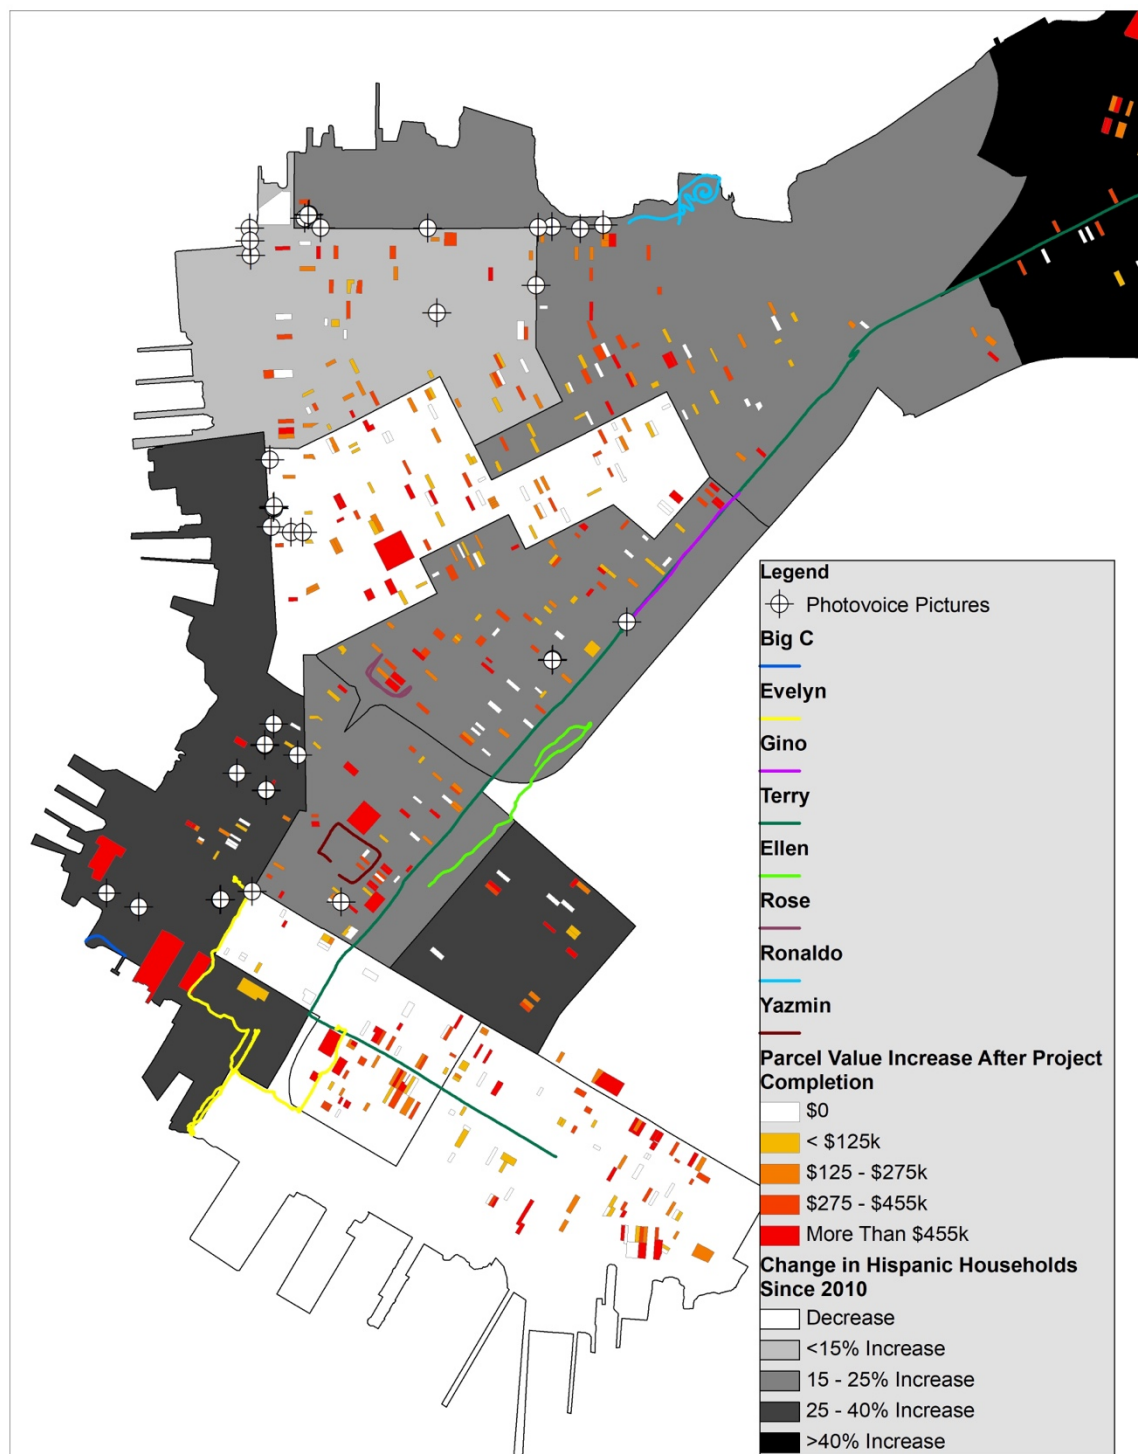 Legend
Photovoice Pictures
Big C
Evelyn
Gino
Terry
Ellen
Rose
Ronaldo
Yazmin
Parcel Value Increase After Project
Completion
$0
< $125k
$125 - $275k
$275 - $455k
More Than $455k
Change in Hispanic Households
Since 2010
Decrease
<15% Increase
15 - 25% Increase
25 - 40% Increase
>40% Increase